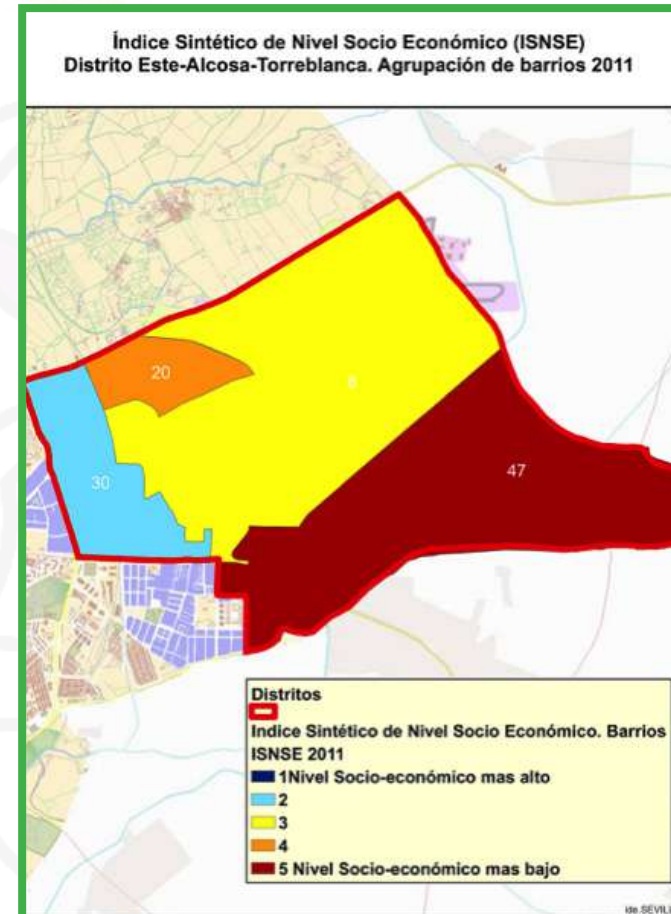 Índice Sintético de Nivel Socio Económico (ISNSE)
Distrito Este-Alcosa-Torreblanca. Agrupación de barrios 2011
A4
20
30
47
Distritos
Indice Sintético de Nivel Socio Económico. Barrios
ISNSE 2011
1Nivel Socio-económico mas alto
2
3
4
5 Nivel Socio-económico mas bajo